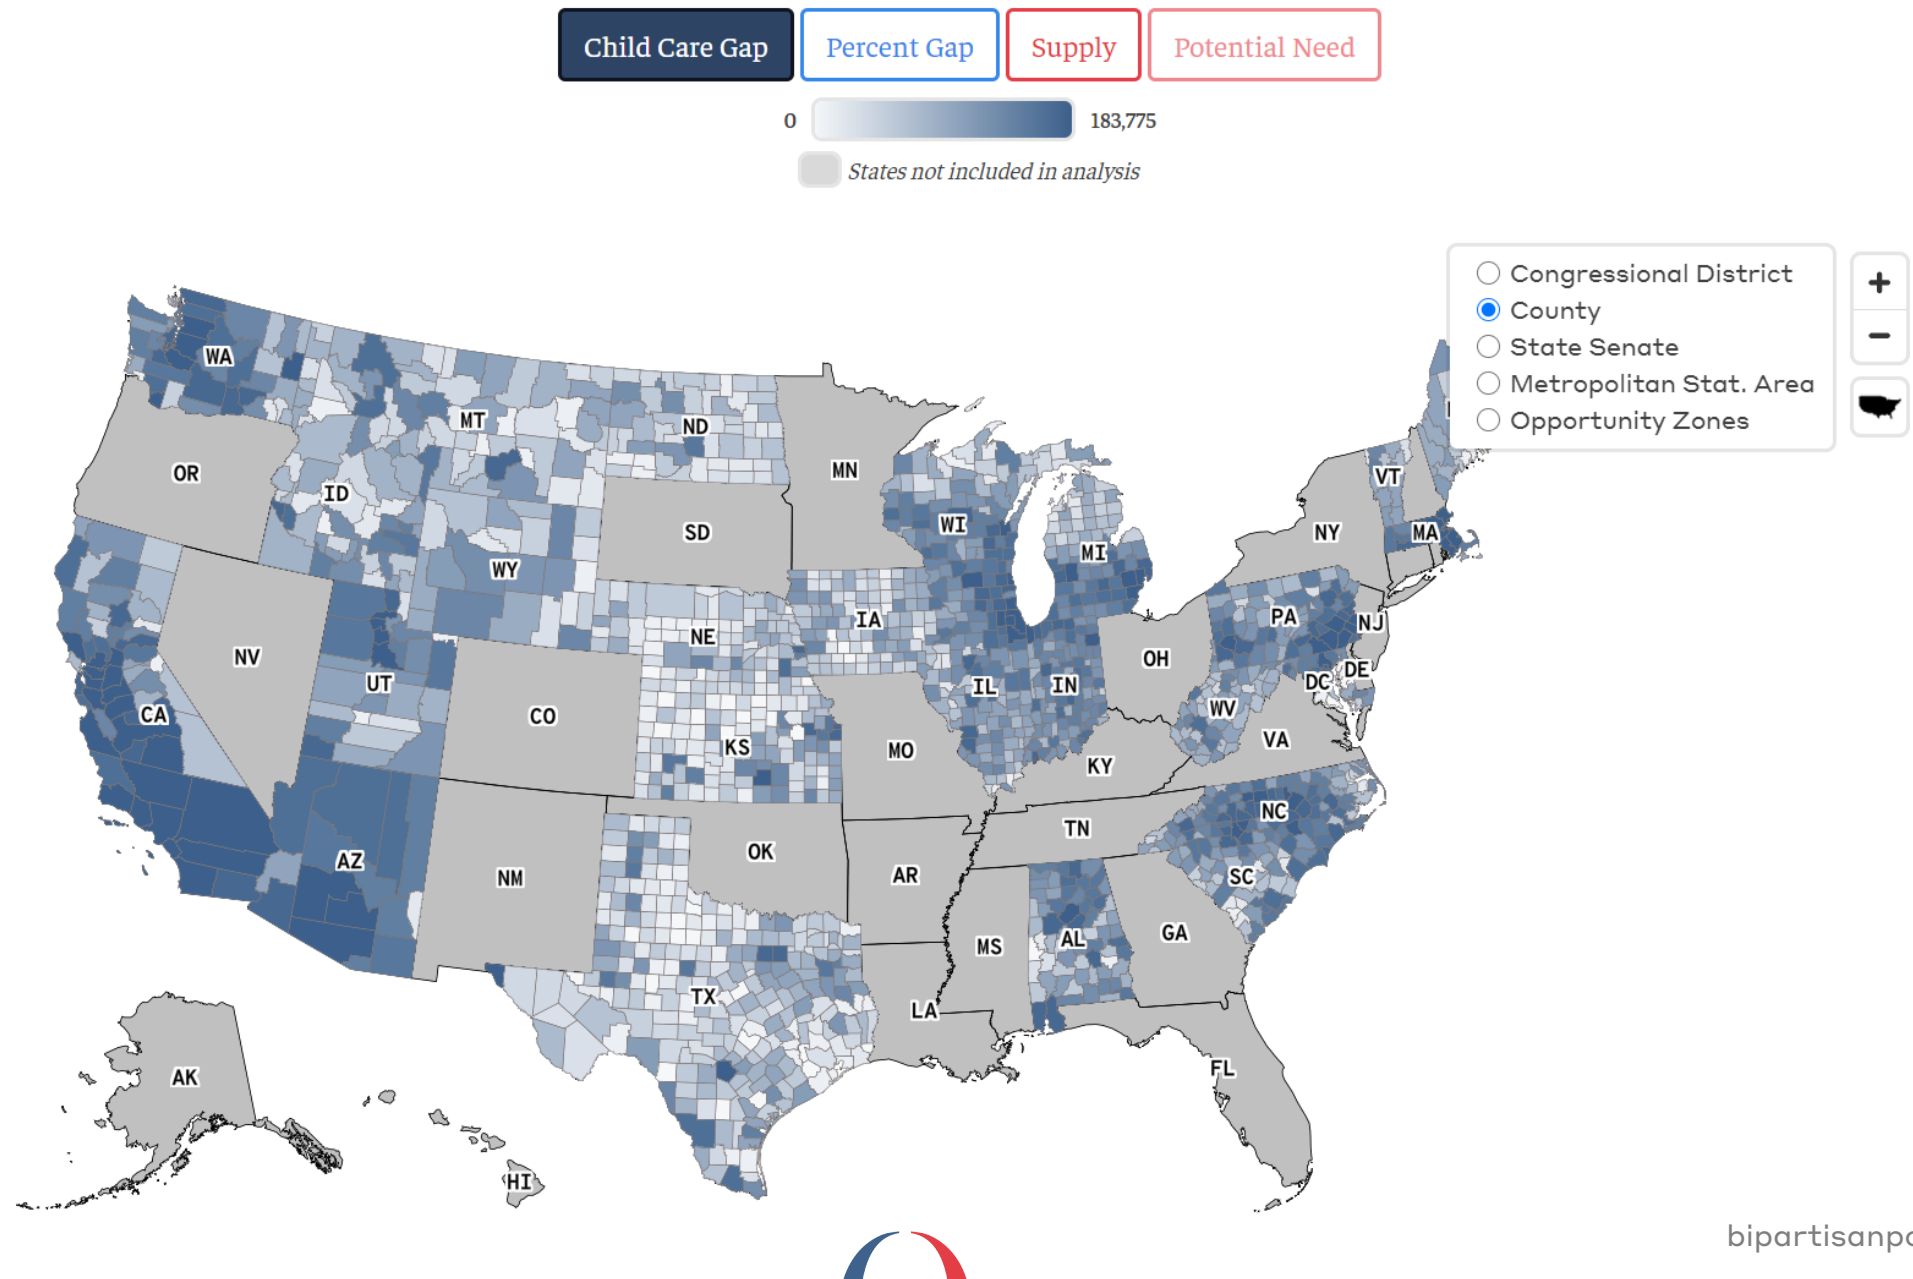 Child Care Gap
Percent Gap
Supply
Potential Need
0
183,775
States not included in analysis
Congressional District
County
State Senate
Metropolitan Stat. Area
Opportunity Zones
+
−
WA
MT
ND
OR
ID
MN
SD
WI
MI
VT
NY
MA
WY
NE
IA
PA
NJ
NV
UT
CO
IL
IN
OH
DC
DE
WV
CA
KS
MO
KY
VA
AZ
NM
OK
AR
TN
NC
SC
TX
MS
AL
GA
LA
AK
FL
HI
bipartisanpo